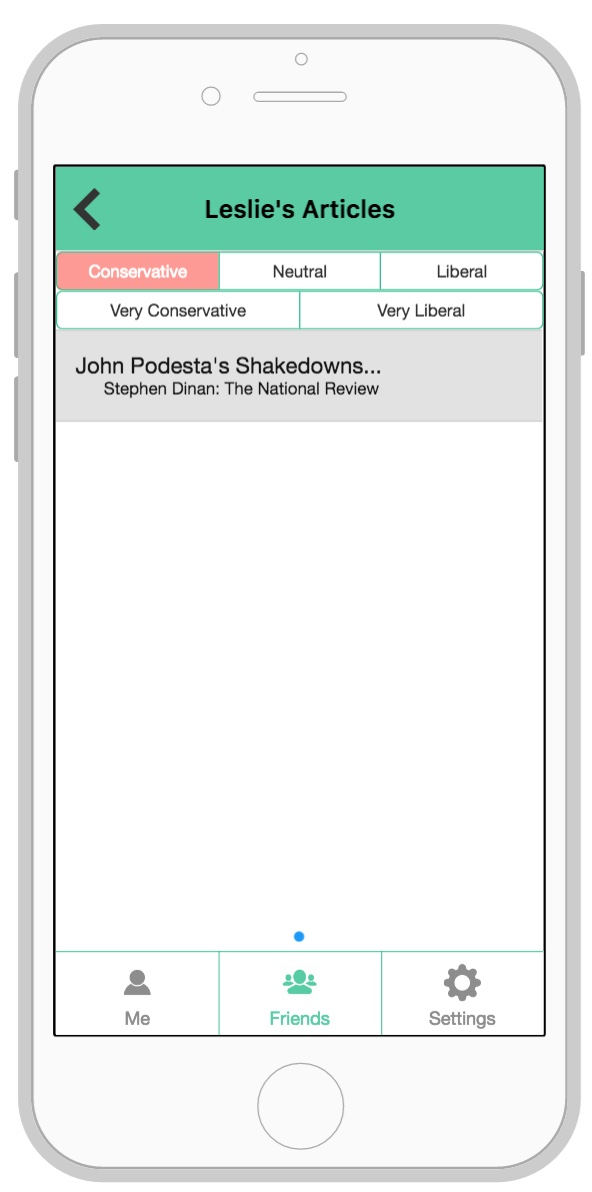 Leslie's Articles
Conservative Neutral Liberal
Very Conservative Very Liberal
John Podesta's Shakedowns...
Stephen Dinan: The National Review
Me Friends Settings